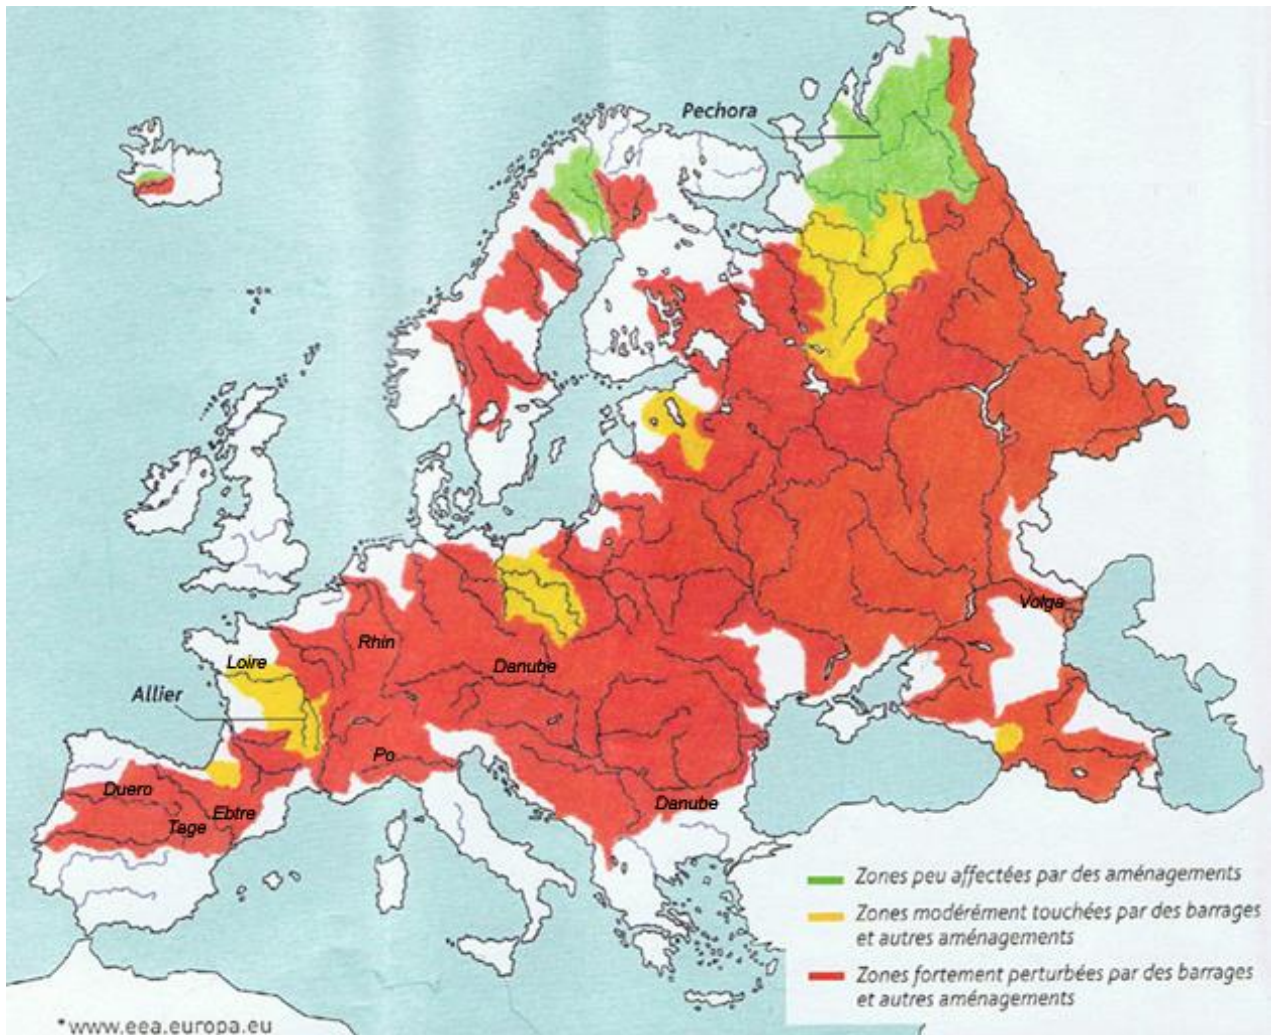 Pechora
Volga
Rhin
Loire
Danube
Allier
Po
Duero
Ebtre
Danube
Tage
Zones peu affectées par des aménagements
Zones modérément touchées par des barrages
et autres aménagements
Zones fortement perturbées par des barrages
et autres aménagements
*www.eea.europa.eu